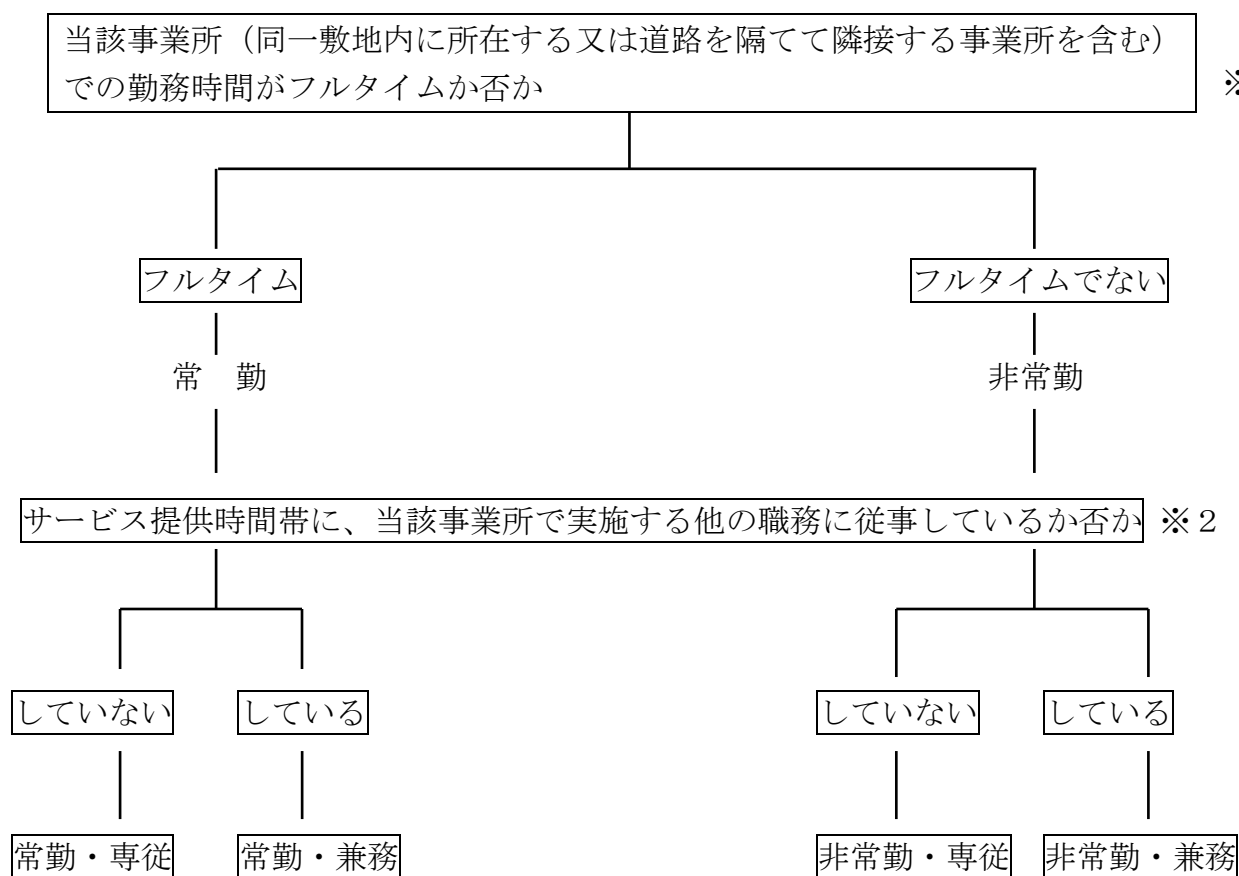 当該事業所（同一敷地内に所在する又は道路を隔てて隣接する事業所を含む）
での勤務時間がフルタイムか否か
※
フルタイム
フルタイムでない
常　勤
非常勤
サービス提供時間帯に、当該事業所で実施する他の職務に従事しているか否か ※２
していない
している
していない
している
常勤・専従
常勤・兼務
非常勤・専従
非常勤・兼務